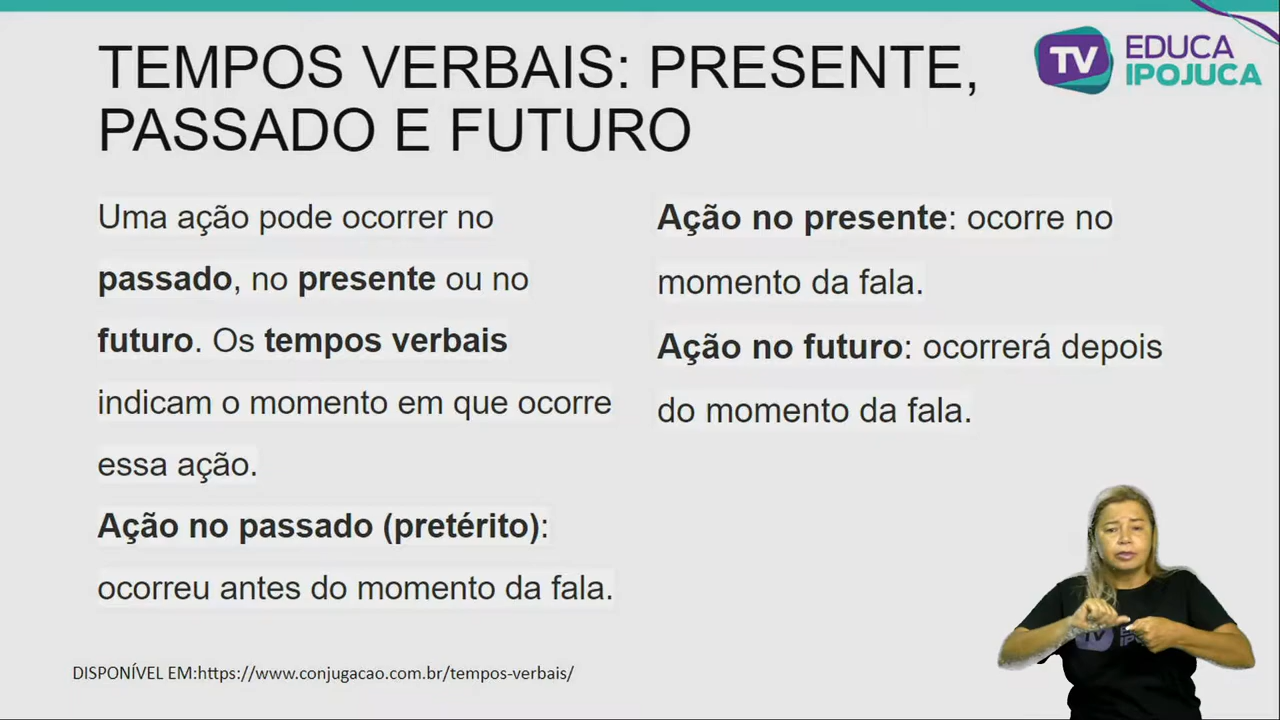 TEMPOS VERBAIS: PRESENTE,
PASSADO E FUTURO
TV EDUCA
IPOJUCA
Uma ação pode ocorrer no
passado, no presente ou no
futuro. Os tempos verbais
indicam o momento em que ocorre
essa ação.
Ação no passado (pretérito):
ocorreu antes do momento da fala.
Ação no presente: ocorre no
momento da fala.
Ação no futuro: ocorrerá depois
do momento da fala.
DISPONÍVEL EM:https://www.conjugacao.com.br/tempos-verbais/
TV